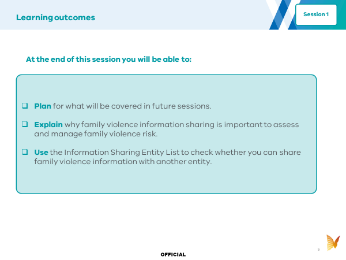 Learning outcomes
Session 1
At the end of this session you will be able to:
Plan for what will be covered in future sessions.
Explain why family violence information sharing is important to assess
and manage family violence risk.
Use the Information Sharing Entity List to check whether you can share
family violence information with another entity.
OFFICIAL